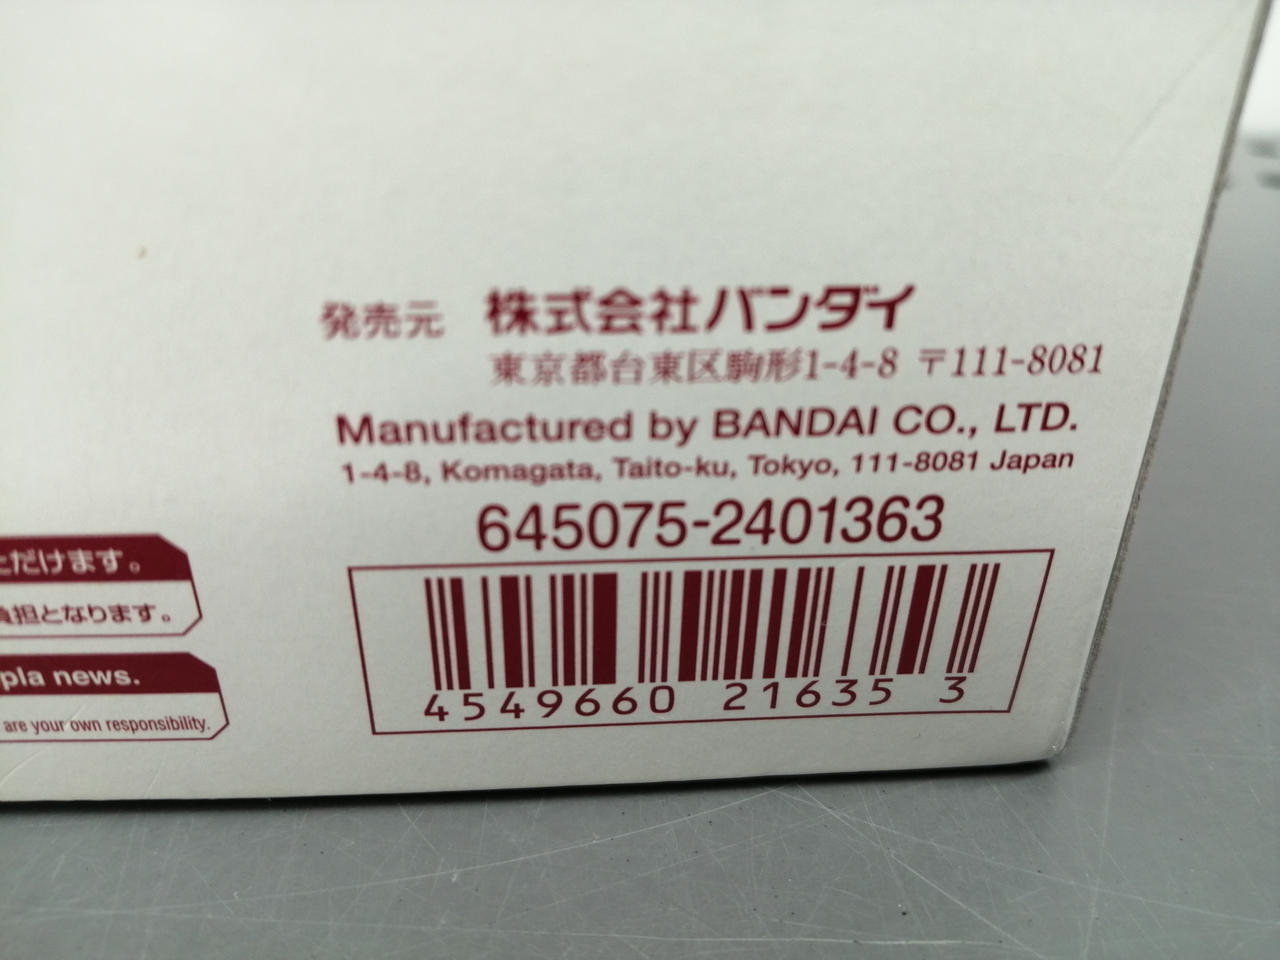 発売元 株式会社バンダイ
東京都台東区駒形1-4-8 〒111-8081
Manufactured by BANDAI CO., LTD.
1-4-8, Komagata, Taito-ku, Tokyo, 111-8081 Japan
645075-2401363
4549660 21635 3
ただけます。
負担となります。
pla news.
are your own responsibility.